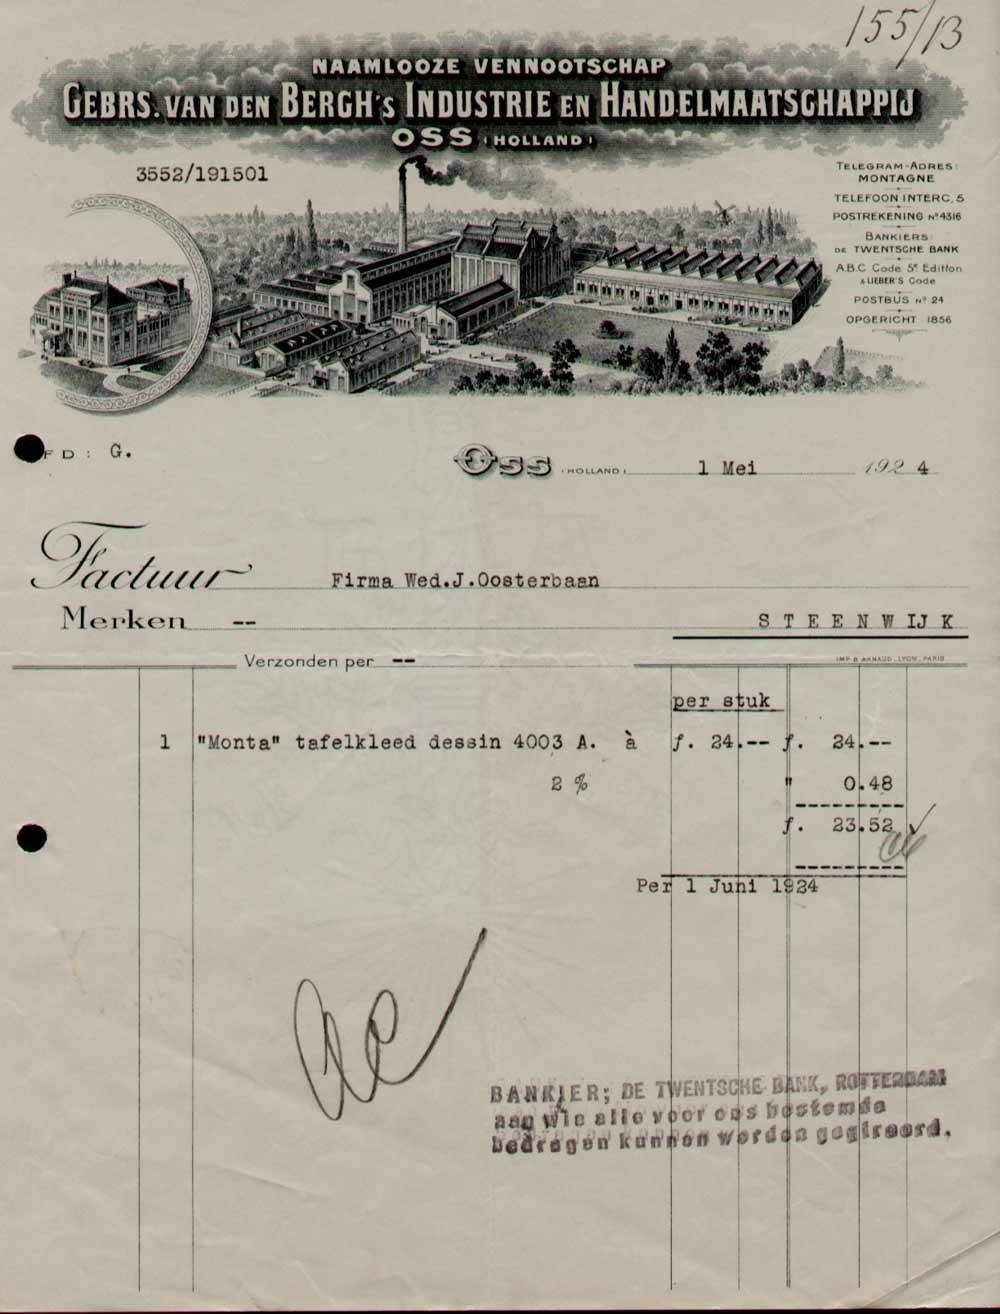 155/13
NAAMLOOZE VENNOOTSCHAP
GEBRS. VAN DEN BERGH'S INDUSTRIE EN HANDELMAATSCHAPPIJ
OSS (HOLLAND)
3552/191501
TELEGRAM-ADRES:
MONTAGNE
TELEFOON INTERC. 5
POSTREKENING Nº 4316
BANKIERS:
DE TWENTSCHE BANK
A.B.C. Code 5e Edition
& LIEBER'S Code
POSTBUS Nº 24
OPGERICHT 1856
FD: G.
OSS (HOLLAND) 1 Mei 1924
Factuur Firma Wed.J.Oosterbaan
Merken -- STEENWIJK
Verzonden per --
IMP. B. ARNAUD. LYON. PARIS
per stuk
1 "Monta" tafelkleed dessin 4003 A. à f. 24.-- f. 24.--
2 % " 0.48
f. 23.52
Per 1 Juni 1924
BANKIER; DE TWENTSCHE BANK, ROTTERDAM
aan wie alle voor ons bestemde
bedragen kunnen worden gegireerd.